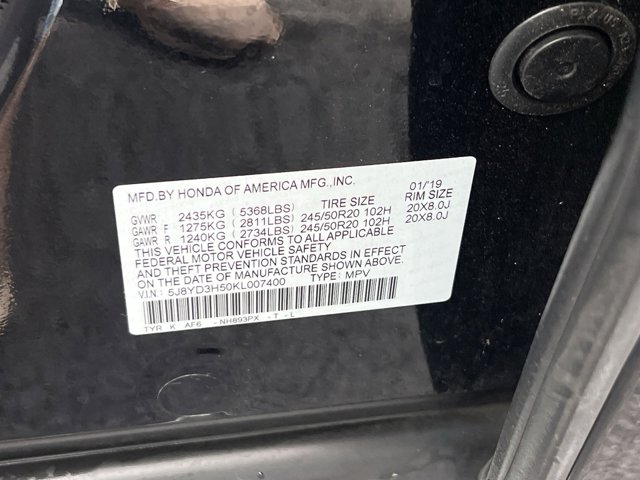 MFD.BY HONDA OF AMERICA MFG.,INC. 01/'19
TIRE SIZE RIM SIZE
GVWR 2435KG ( 5368LBS)
GAWR F 1275KG ( 2811LBS) 245/50R20 102H 20X8.0J
GAWR R 1240KG ( 2734LBS) 245/50R20 102H 20X8.0J
THIS VEHICLE CONFORMS TO ALL APPLICABLE
FEDERAL MOTOR VEHICLE SAFETY
AND THEFT PREVENTION STANDARDS IN EFFECT
ON THE DATE OF MANUFACTURE SHOWN ABOVE.
V.I.N.: 5J8YD3H50KL007400 TYPE: MPV
TYR K AF6 -NH893PX -T -L